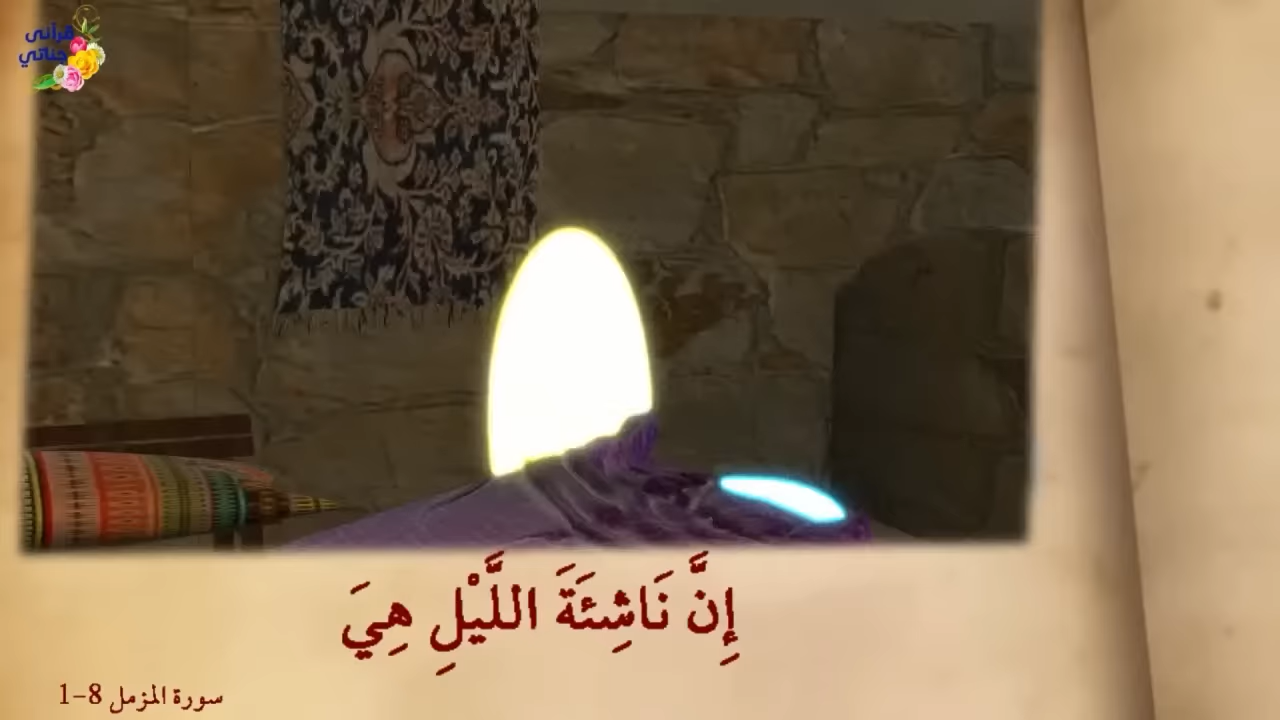 قرآني
جناتي
إِنَّ نَاشِئَةَ اللَّيْلِ هِيَ
سورة المزمل 8-1